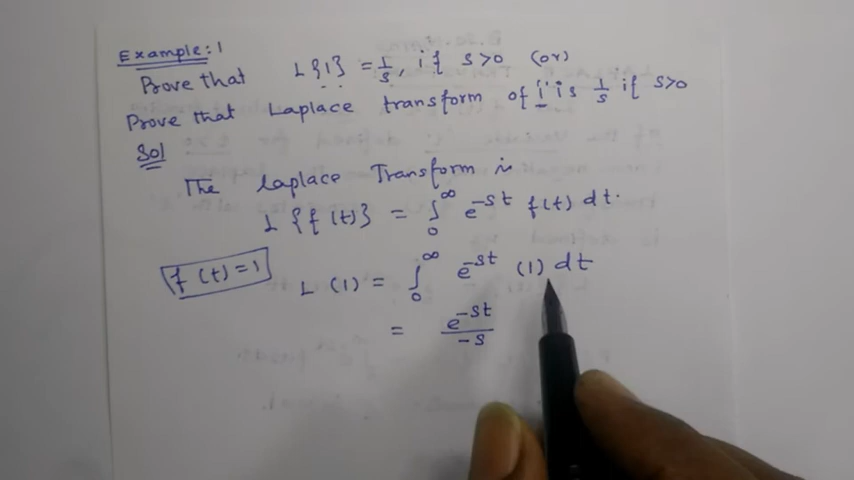 Example: 1
Prove that L{1} = 1/s, if s>0 (or)
Prove that Laplace transform of 1 is 1/s if s>0
Sol
The Laplace Transform is
L {f(t)} = ∫₀^∞ e^-st f(t) dt.
f(t)=1 L(1) = ∫₀^∞ e^-st (1) dt
= e^-st/-s